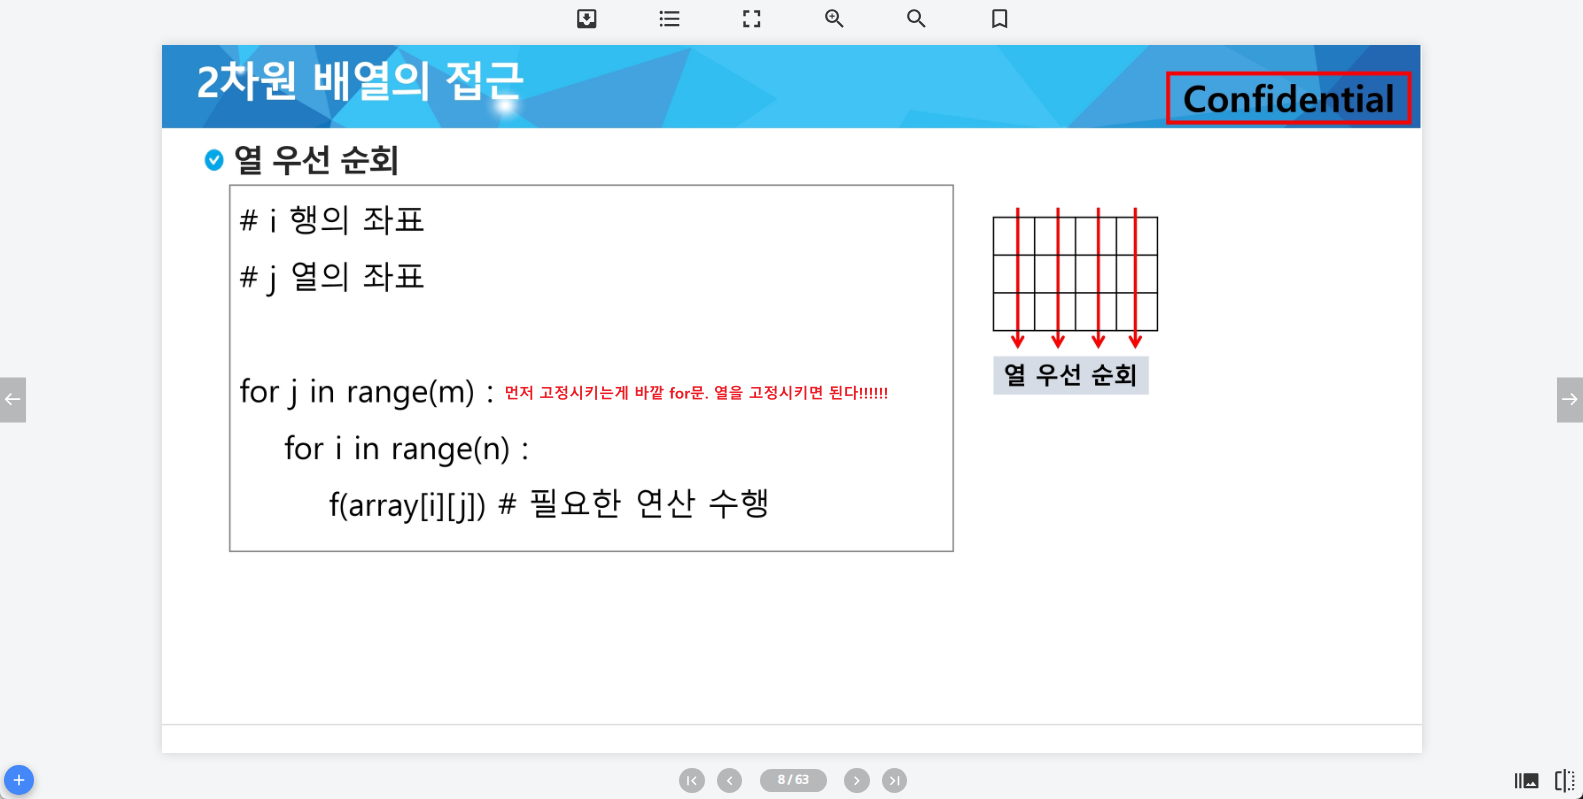 2차원 배열의 접근
Confidential
열 우선 순회
# i 행의 좌표
# j 열의 좌표
for j in range(m) : 먼저 고정시키는게 바깥 for문. 열을 고정시키면 된다!!!!!!
for i in range(n) :
f(array[i][j]) # 필요한 연산 수행
열 우선 순회
8 / 63